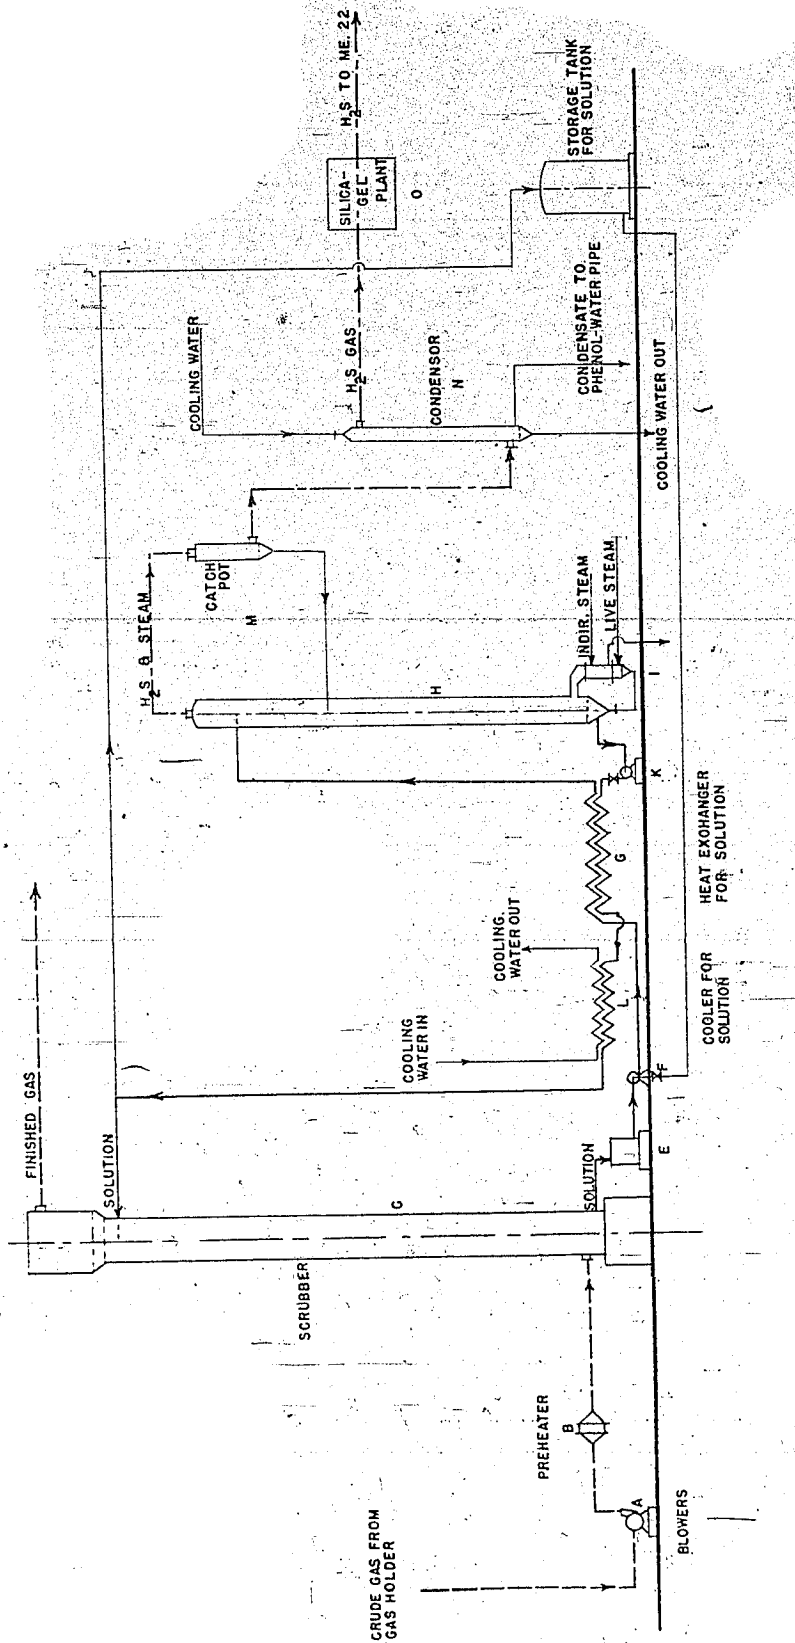 CRUDE GAS FROM
GAS HOLDER
BLOWERS
A
PREHEATER
B
SCRUBBER
C
FINISHED GAS
SOLUTION
SOLUTION
E
F
COOLING
WATER IN
COOLING
WATER OUT
L
COOLER FOR
SOLUTION
G
HEAT EXOHANGER
FOR SOLUTION
K
H
I
INDIR. STEAM
LIVE STEAM
H2S & STEAM
CATCH
POT
M
COOLING WATER
CONDENSOR
N
H2S GAS
CONDENSATE TO
PHENOL-WATER PIPE
COOLING WATER OUT
SILICA-
GEL
PLANT
O
H2S TO ME. 22
STORAGE TANK
FOR SOLUTION